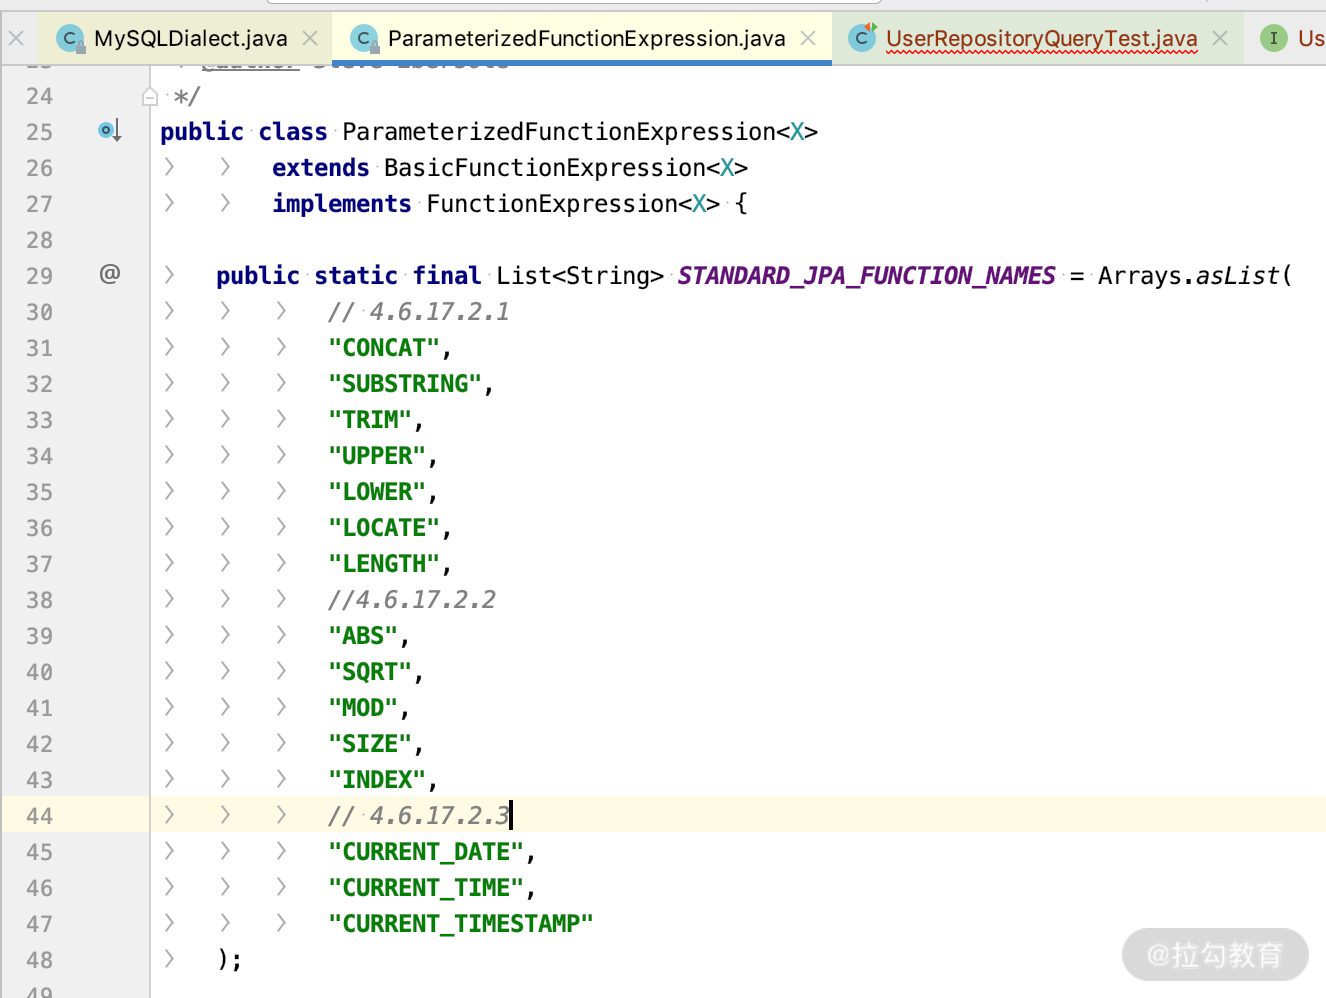 MySQLDialect.java ParameterizedFunctionExpression.java UserRepositoryQueryTest.java Us
24 */
25 public class ParameterizedFunctionExpression<X>
26 extends BasicFunctionExpression<X>
27 implements FunctionExpression<X> {
28
29 @ public static final List<String> STANDARD_JPA_FUNCTION_NAMES = Arrays.asList(
30 // 4.6.17.2.1
31 "CONCAT",
32 "SUBSTRING",
33 "TRIM",
34 "UPPER",
35 "LOWER",
36 "LOCATE",
37 "LENGTH",
38 //4.6.17.2.2
39 "ABS",
40 "SQRT",
41 "MOD",
42 "SIZE",
43 "INDEX",
44 // 4.6.17.2.3
45 "CURRENT_DATE",
46 "CURRENT_TIME",
47 "CURRENT_TIMESTAMP"
48 );
49
@拉勾教育